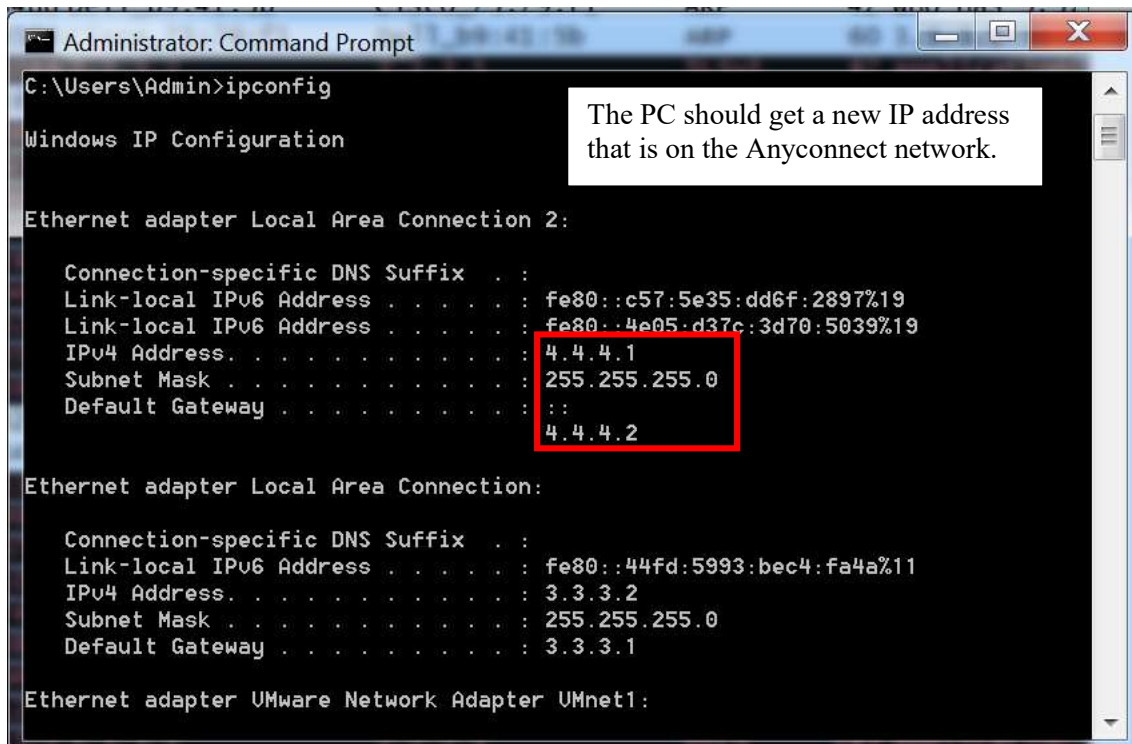 Administrator: Command Prompt
C:\Users\Admin>ipconfig
The PC should get a new IP address
that is on the Anyconnect network.
Windows IP Configuration
Ethernet adapter Local Area Connection 2:
Connection-specific DNS Suffix . :
Link-local IPv6 Address . . . . . : fe80::c57:5e35:dd6f:2897%19
Link-local IPv6 Address . . . . . : fe80::4e05:d37c:3d70:5039%19
IPv4 Address. . . . . . . . . . . : 4.4.4.1
Subnet Mask . . . . . . . . . . . : 255.255.255.0
Default Gateway . . . . . . . . . : ::
4.4.4.2
Ethernet adapter Local Area Connection:
Connection-specific DNS Suffix . :
Link-local IPv6 Address . . . . . : fe80::44fd:5993:bec4:fa4a%11
IPv4 Address. . . . . . . . . . . : 3.3.3.2
Subnet Mask . . . . . . . . . . . : 255.255.255.0
Default Gateway . . . . . . . . . : 3.3.3.1
Ethernet adapter VMware Network Adapter VMnet1: